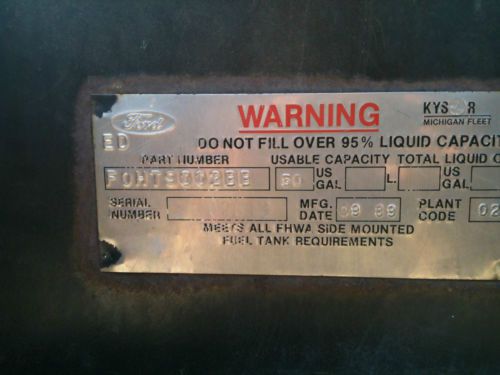 Ford
WARNING
KYS R
MICHIGAN FLEET
ED
DO NOT FILL OVER 95% LIQUID CAPACIT
PART NUMBER USABLE CAPACITY TOTAL LIQUID C
50 US GAL L. US GAL
SERIAL NUMBER MFG. DATE 09 89 PLANT CODE 02
MEETS ALL FHWA SIDE MOUNTED
FUEL TANK REQUIREMENTS